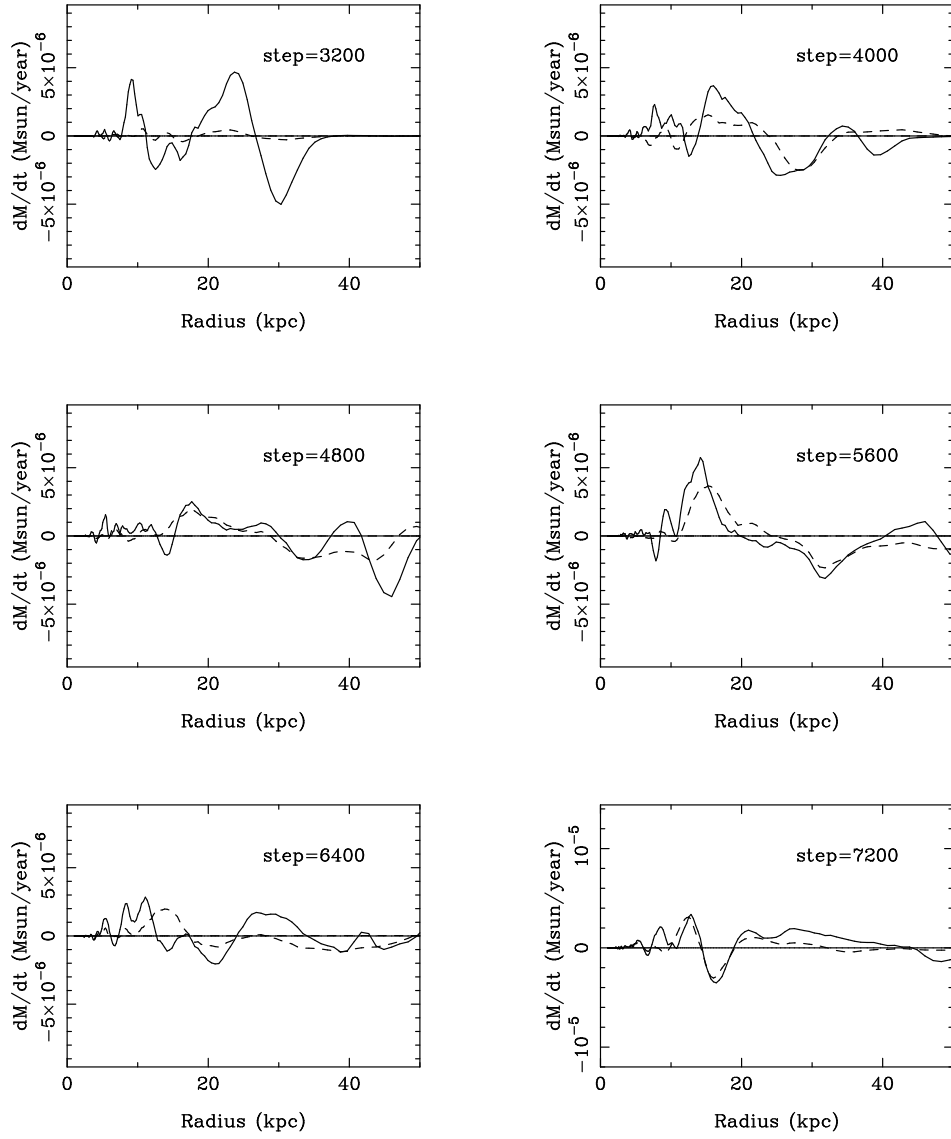 dM/dt (Msun/year)
5×10⁻⁶
0
−5×10⁻⁶
step=3200
0 20 40
Radius (kpc)
dM/dt (Msun/year)
5×10⁻⁶
0
−5×10⁻⁶
step=4000
0 20 40
Radius (kpc)
dM/dt (Msun/year)
5×10⁻⁶
0
−5×10⁻⁶
step=4800
0 20 40
Radius (kpc)
dM/dt (Msun/year)
5×10⁻⁶
0
−5×10⁻⁶
step=5600
0 20 40
Radius (kpc)
dM/dt (Msun/year)
5×10⁻⁶
0
−5×10⁻⁶
step=6400
0 20 40
Radius (kpc)
dM/dt (Msun/year)
10⁻⁵
0
−10⁻⁵
step=7200
0 20 40
Radius (kpc)